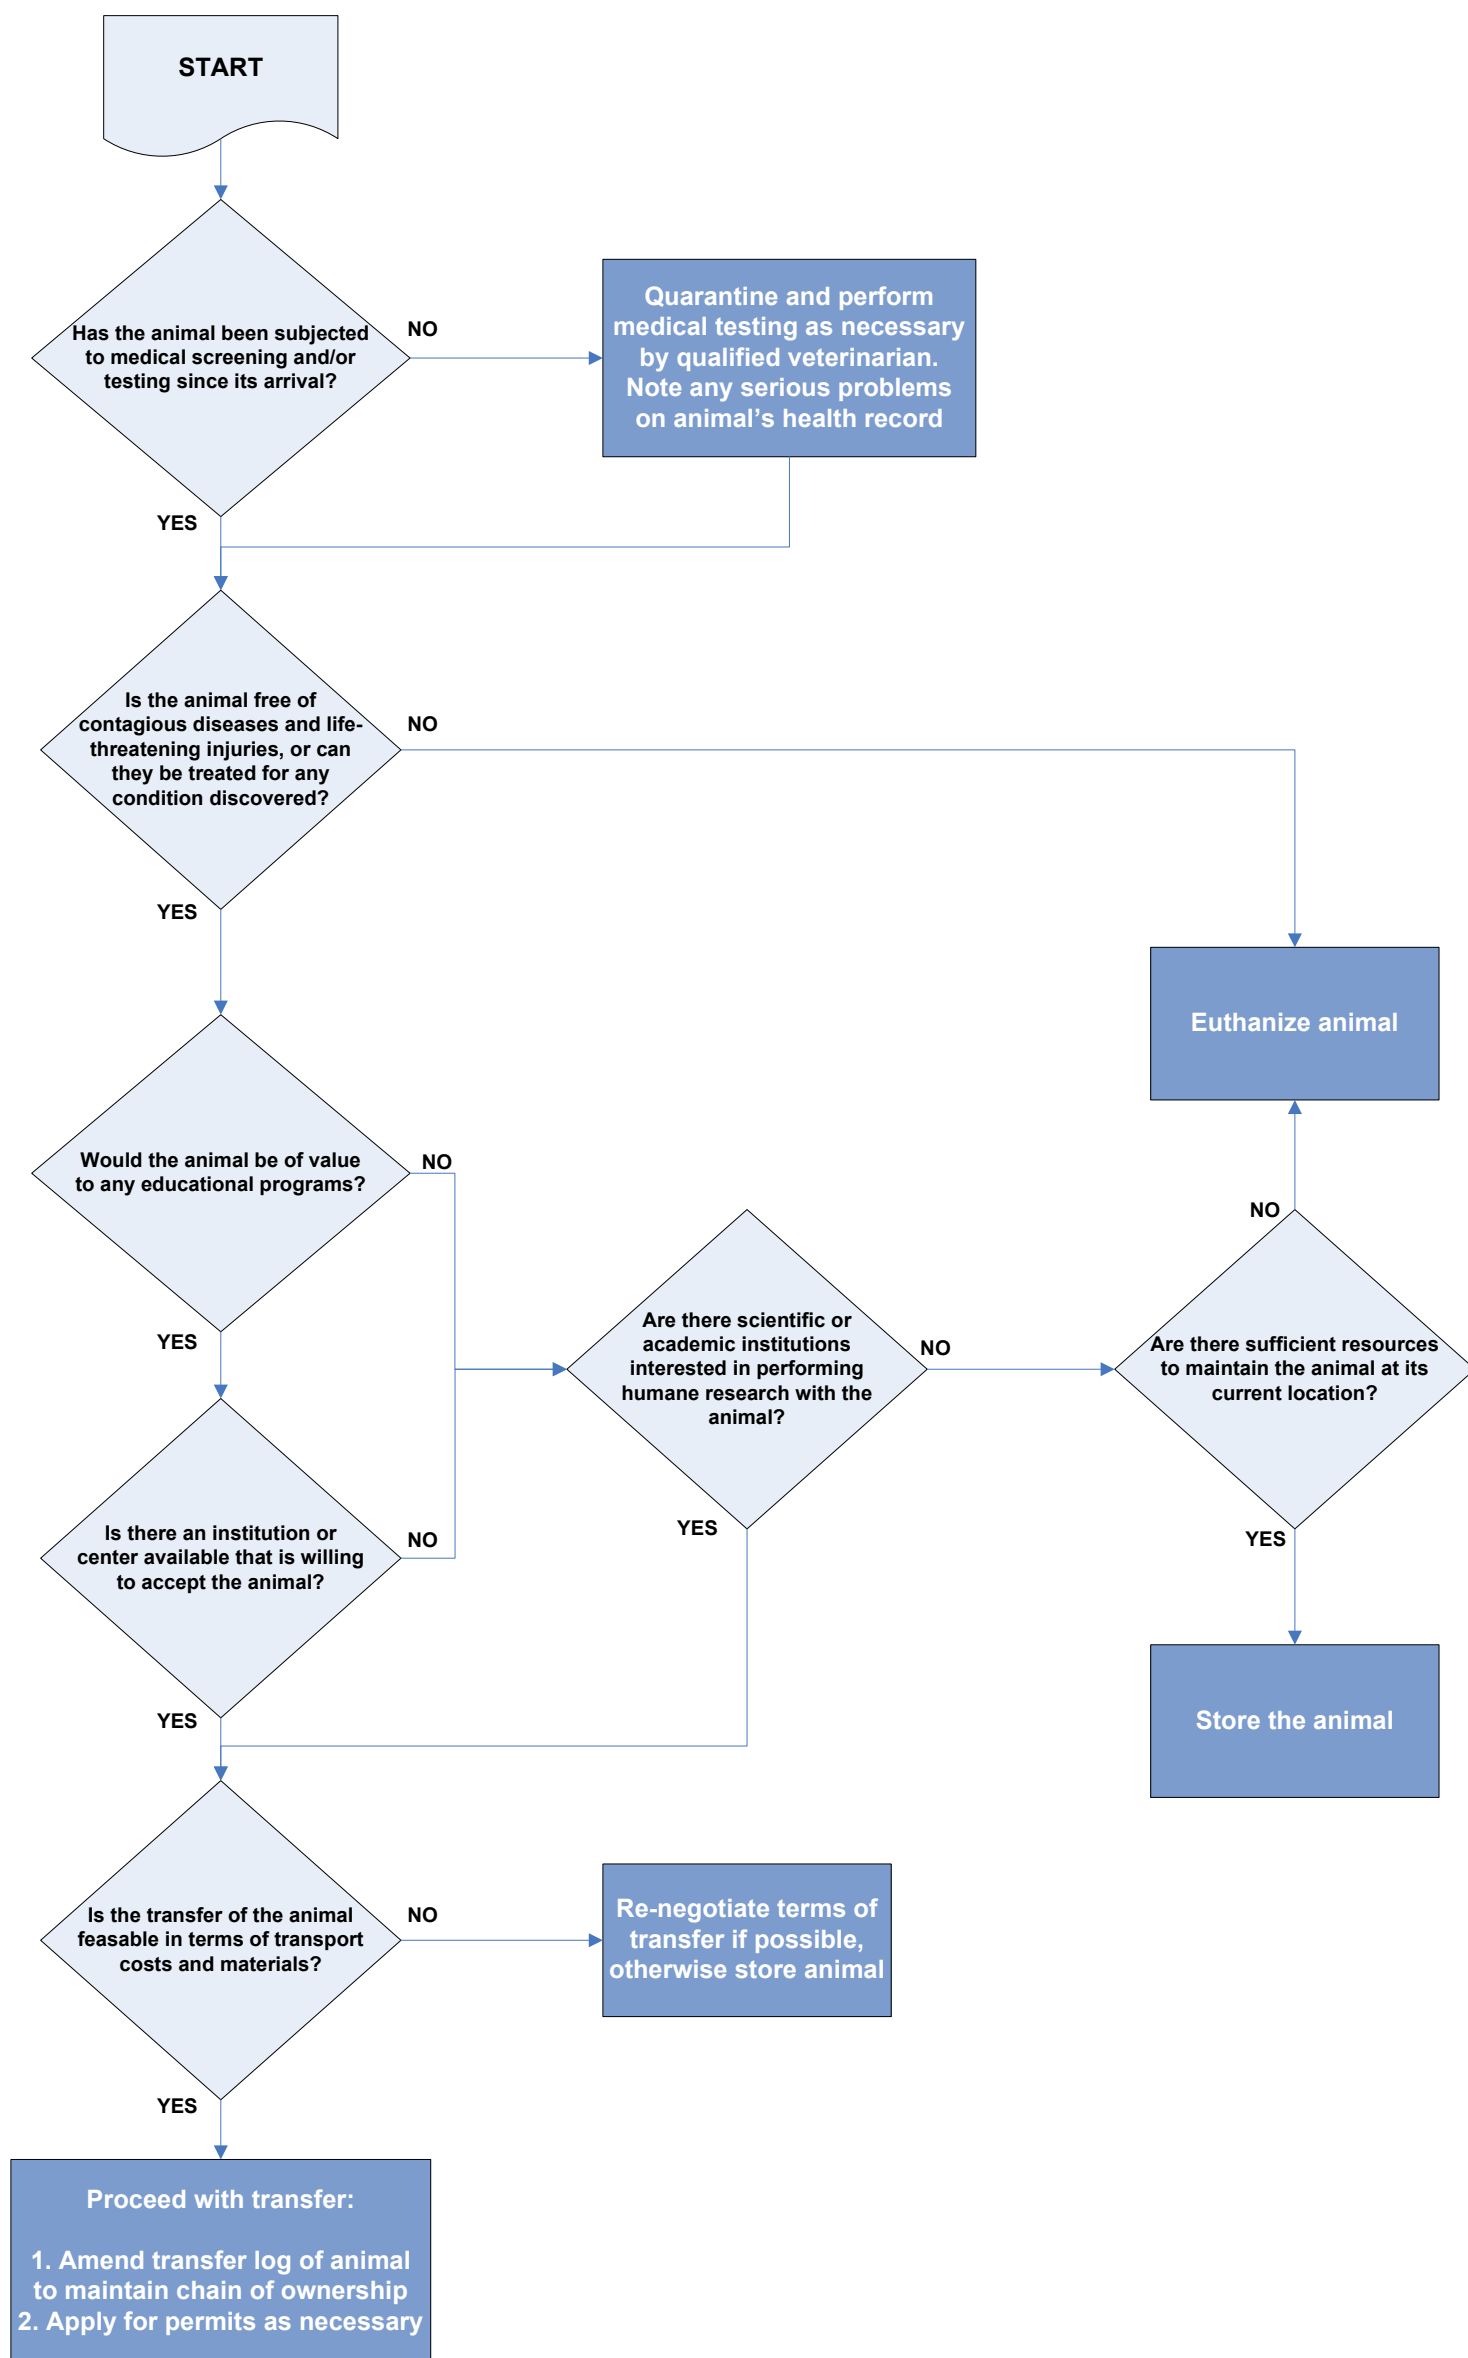 START
Has the animal been subjected
to medical screening and/or
testing since its arrival?
NO
Quarantine and perform
medical testing as necessary
by qualified veterinarian.
Note any serious problems
on animal's health record
YES
Is the animal free of
contagious diseases and life-
threatening injuries, or can
they be treated for any
condition discovered?
NO
YES
Euthanize animal
Would the animal be of value
to any educational programs?
NO
YES
Are there scientific or
academic institutions
interested in performing
humane research with the
animal?
NO
YES
Are there sufficient resources
to maintain the animal at its
current location?
NO
YES
Store the animal
Is there an institution or
center available that is willing
to accept the animal?
NO
YES
Is the transfer of the animal
feasable in terms of transport
costs and materials?
NO
Re-negotiate terms of
transfer if possible,
otherwise store animal
YES
Proceed with transfer:
1. Amend transfer log of animal
to maintain chain of ownership
2. Apply for permits as necessary